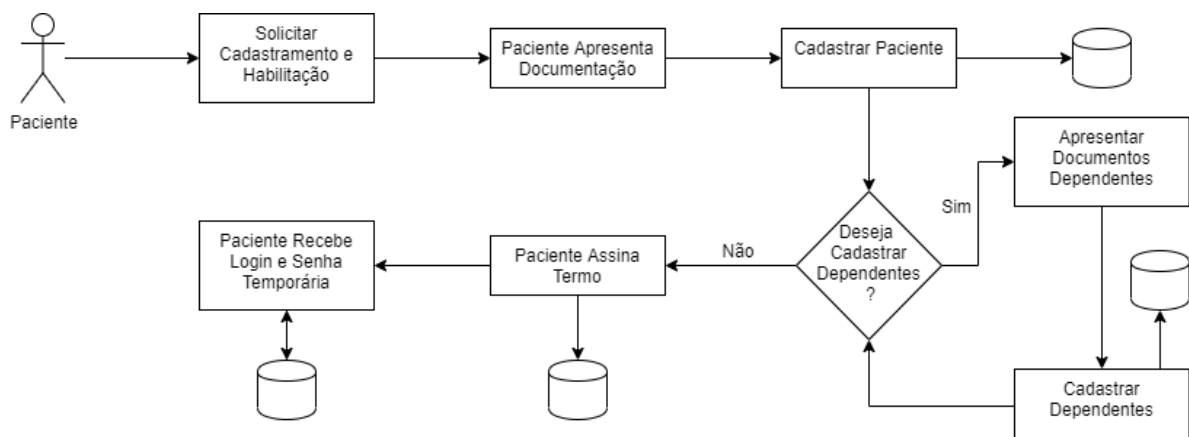 Paciente
Solicitar
Cadastramento e
Habilitação
Paciente Apresenta
Documentação
Cadastrar Paciente
Deseja
Cadastrar
Dependentes
?
Sim
Apresentar
Documentos
Dependentes
Cadastrar
Dependentes
Não
Paciente Assina
Termo
Paciente Recebe
Login e Senha
Temporária